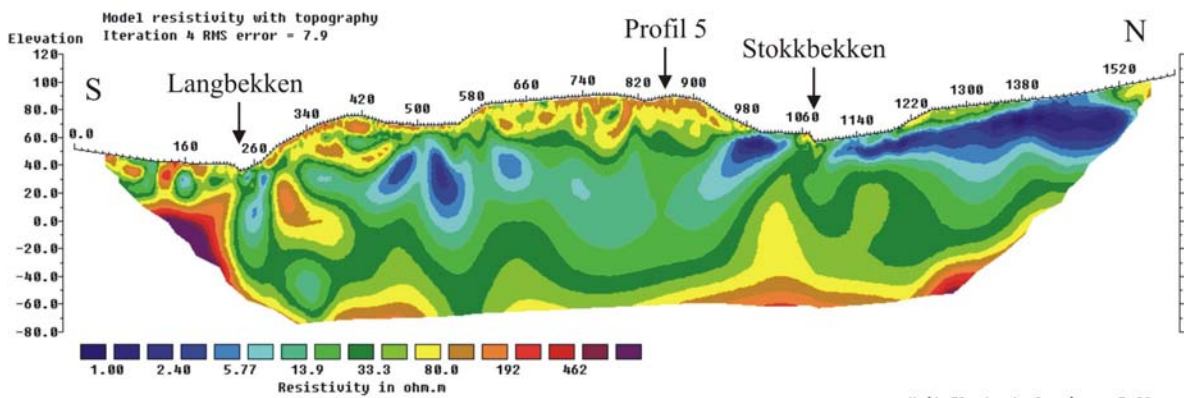 Model resistivity with topography
Iteration 4 RMS error = 7.9
Elevation
120
100
80.0
60.0
40.0
20.0
0.0
-20.0
-40.0
-60.0
-80.0
S
Langbekken
Profil 5
Stokkbekken
N
0.0 160 260 340 420 500 580 660 740 820 900 980 1060 1140 1220 1300 1380 1520
1.00 2.40 5.77 13.9 33.3 80.0 192 462
Resistivity in ohm.m